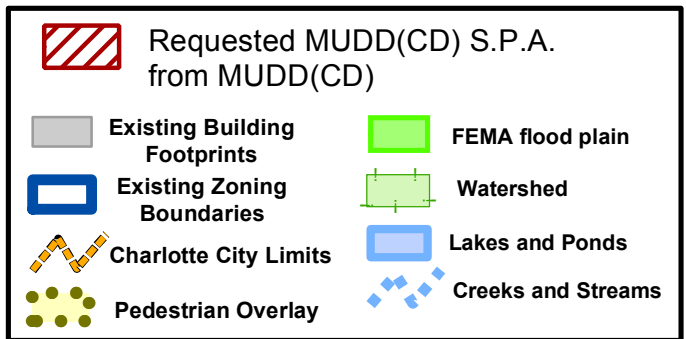 Requested MUDD(CD) S.P.A.
from MUDD(CD)
Existing Building
Footprints
Existing Zoning
Boundaries
Charlotte City Limits
Pedestrian Overlay
FEMA flood plain
Watershed
Lakes and Ponds
Creeks and Streams